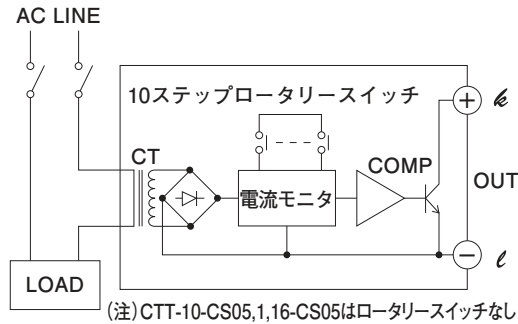 AC LINE
10ステップロータリースイッチ
+ k
CT
COMP
OUT
電流モニタ
− l
LOAD
(注)CTT-10-CS05,1,16-CS05はロータリースイッチなし